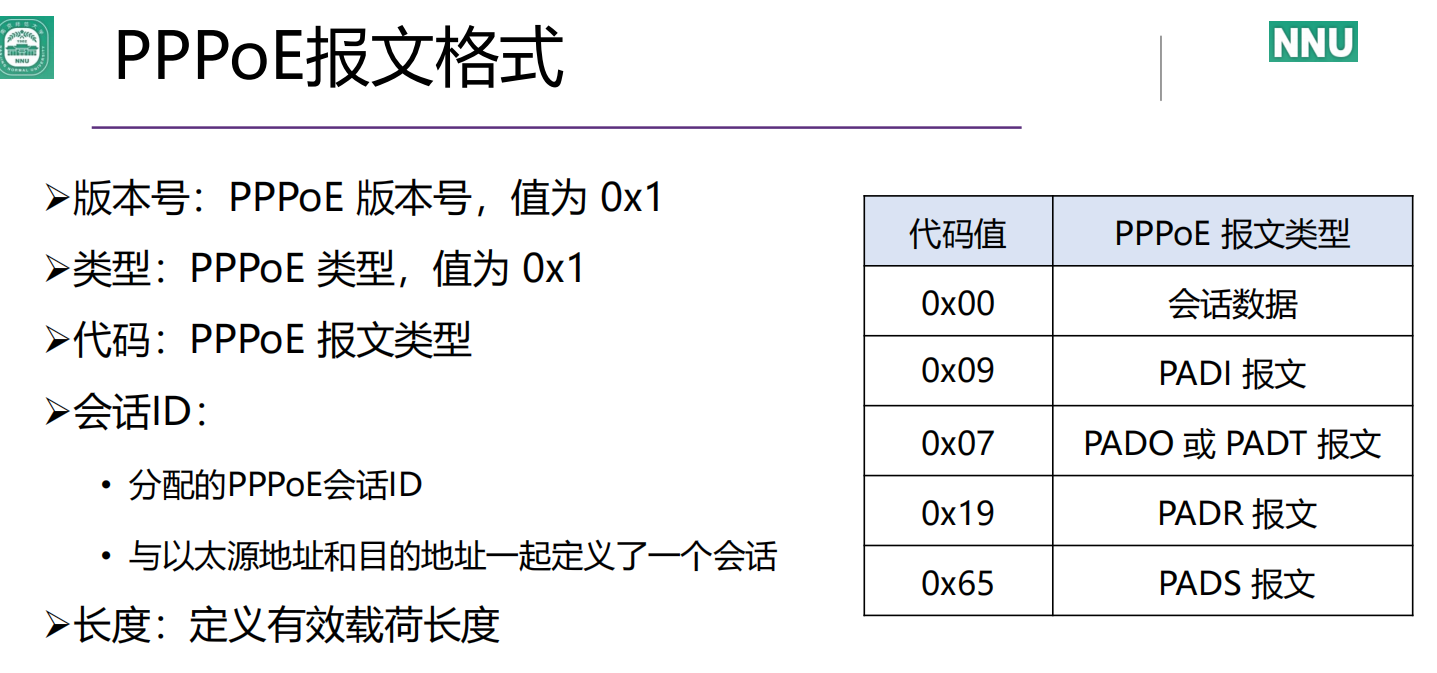 PPPoE报文格式
NNU
NNU
➢版本号：PPPoE 版本号，值为 0x1
➢类型：PPPoE 类型，值为 0x1
➢代码：PPPoE 报文类型
➢会话ID：
• 分配的PPPoE会话ID
• 与以太源地址和目的地址一起定义了一个会话
➢长度：定义有效载荷长度
代码值 PPPoE 报文类型
0x00 会话数据
0x09 PADI 报文
0x07 PADO 或 PADT 报文
0x19 PADR 报文
0x65 PADS 报文